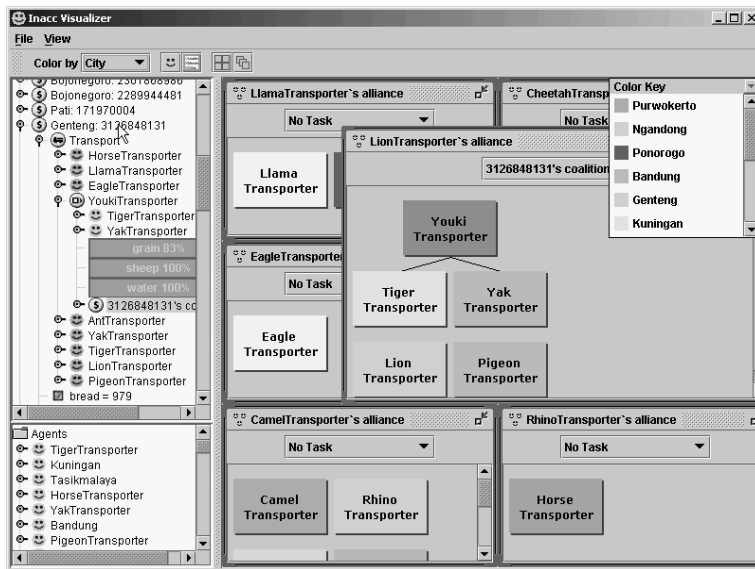 Inacc Visualizer
File View
Color by City
Bojonegoro: 2301868986
Bojonegoro: 2289944481
Pati: 171970004
Genteng: 3126848131
Transport
HorseTransporter
LlamaTransporter
EagleTransporter
YoukiTransporter
TigerTransporter
YakTransporter
grain 83%
sheep 100%
water 100%
3126848131's co
AntTransporter
YakTransporter
TigerTransporter
LionTransporter
PigeonTransporter
bread = 979
Agents
TigerTransporter
Kuningan
Tasikmalaya
HorseTransporter
YakTransporter
Bandung
PigeonTransporter
LlamaTransporter`s alliance
No Task
Llama
Transporter
CheetahTransp
No Task
Color Key
Purwokerto
Ngandong
Ponorogo
Bandung
Genteng
Kuningan
LionTransporter`s alliance
3126848131's coalition
Youki
Transporter
Tiger
Transporter
Yak
Transporter
Lion
Transporter
Pigeon
Transporter
EagleTransporter
No Task
Eagle
Transporter
CamelTransporter`s alliance
No Task
Camel
Transporter
Rhino
Transporter
RhinoTransporter`s alliance
No Task
Horse
Transporter